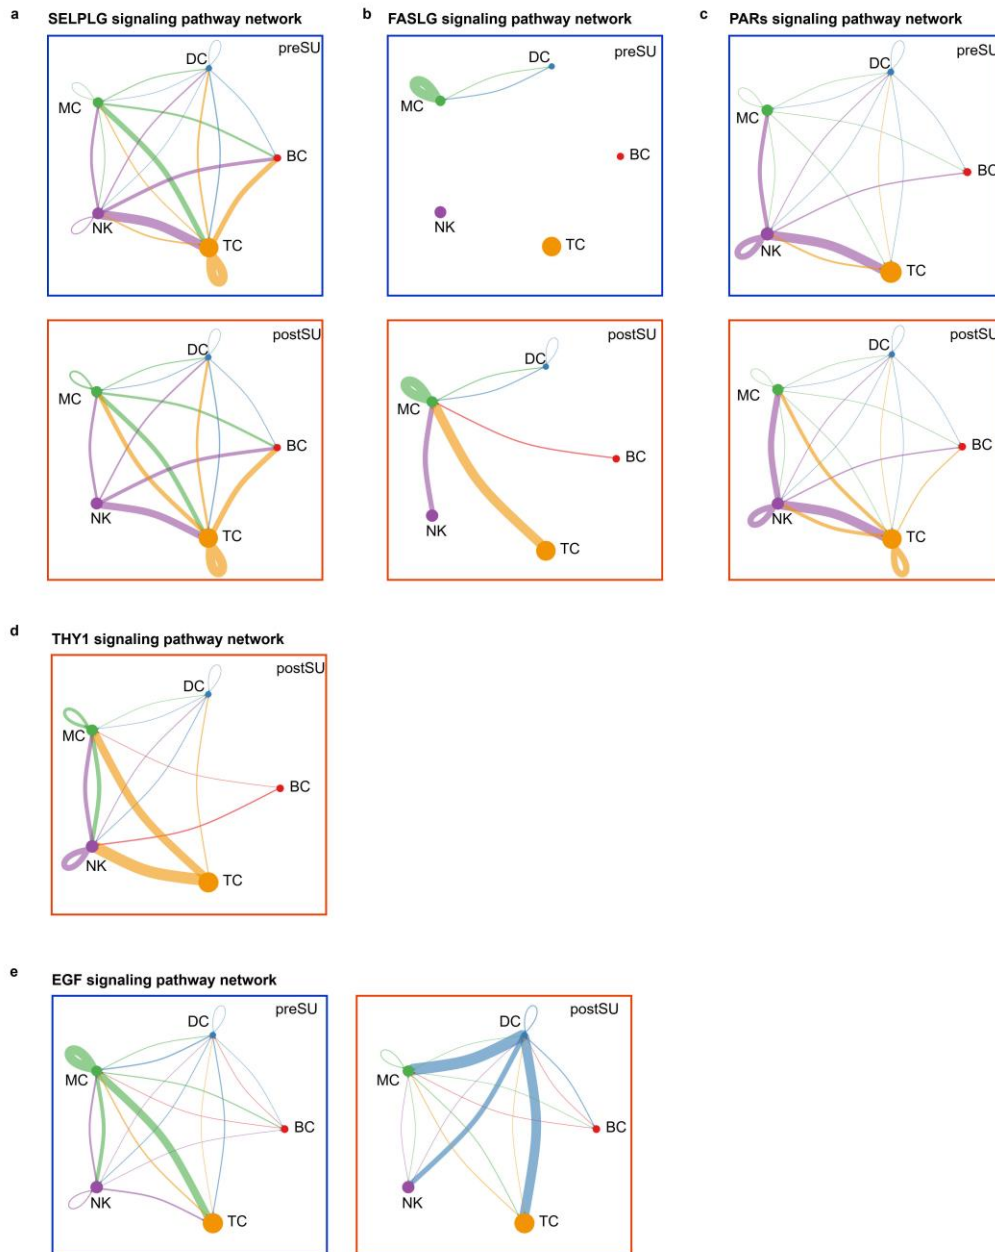 a SELPLG signaling pathway network
preSU
DC
MC
BC
NK
TC
postSU
DC
MC
BC
NK
TC
b FASLG signaling pathway network
preSU
DC
MC
BC
NK
TC
postSU
DC
MC
BC
NK
TC
c PARs signaling pathway network
preSU
DC
MC
BC
NK
TC
postSU
DC
MC
BC
NK
TC
d THY1 signaling pathway network
postSU
DC
MC
BC
NK
TC
e EGF signaling pathway network
preSU
DC
MC
BC
NK
TC
postSU
DC
MC
BC
NK
TC